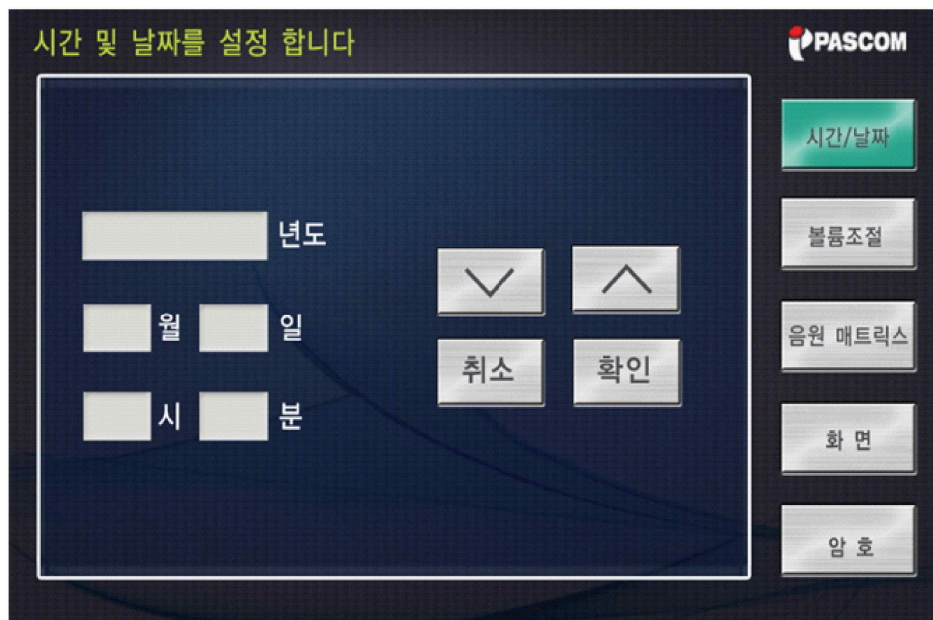 시간 및 날짜를 설정 합니다
PASCOM
시간/날짜
볼륨조절
음원 매트릭스
화 면
암 호
년도
월 일
시 분
취소 확인